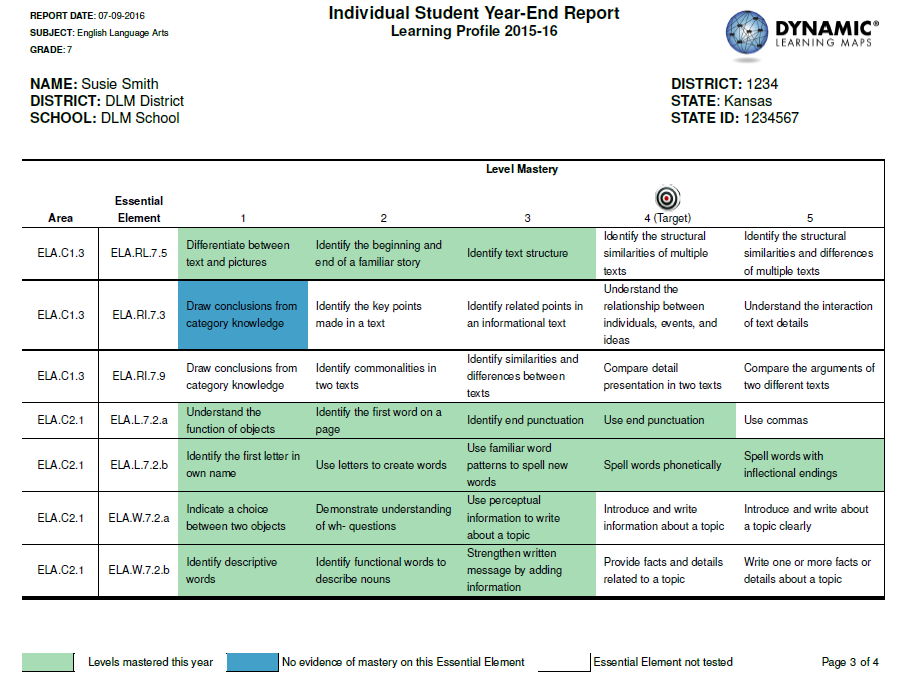 REPORT DATE: 07-09-2016
SUBJECT: English Language Arts
GRADE: 7
Individual Student Year-End Report
Learning Profile 2015-16
DYNAMIC®
LEARNING MAPS
NAME: Susie Smith
DISTRICT: DLM District
SCHOOL: DLM School
DISTRICT: 1234
STATE: Kansas
STATE ID: 1234567
Level Mastery
Area
Essential
Element
1
2
3
4 (Target)
5
ELA.C1.3
ELA.RL.7.5
Differentiate between
text and pictures
Identify the beginning and
end of a familiar story
Identify text structure
Identify the structural
similarities of multiple
texts
Identify the structural
similarities and differences
of multiple texts
ELA.C1.3
ELA.RI.7.3
Draw conclusions from
category knowledge
Identify the key points
made in a text
Identify related points in
an informational text
Understand the
relationship between
individuals, events, and
ideas
Understand the interaction
of text details
ELA.C1.3
ELA.RI.7.9
Draw conclusions from
category knowledge
Identify commonalities in
two texts
Identify similarities and
differences between
texts
Compare detail
presentation in two texts
Compare the arguments of
two different texts
ELA.C2.1
ELA.L.7.2.a
Understand the
function of objects
Identify the first word on a
page
Identify end punctuation
Use end punctuation
Use commas
ELA.C2.1
ELA.L.7.2.b
Identify the first letter in
own name
Use letters to create words
Use familiar word
patterns to spell new
words
Spell words phonetically
Spell words with
inflectional endings
ELA.C2.1
ELA.W.7.2.a
Indicate a choice
between two objects
Demonstrate understanding
of wh- questions
Use perceptual
information to write
about a topic
Introduce and write
information about a topic
Introduce and write about
a topic clearly
ELA.C2.1
ELA.W.7.2.b
Identify descriptive
words
Identify functional words to
describe nouns
Strengthen written
message by adding
information
Provide facts and details
related to a topic
Write one or more facts or
details about a topic
Levels mastered this year
No evidence of mastery on this Essential Element
Essential Element not tested
Page 3 of 4